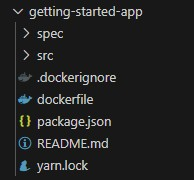 getting-started-app
spec
src
.dockerignore
dockerfile
package.json
README.md
yarn.lock